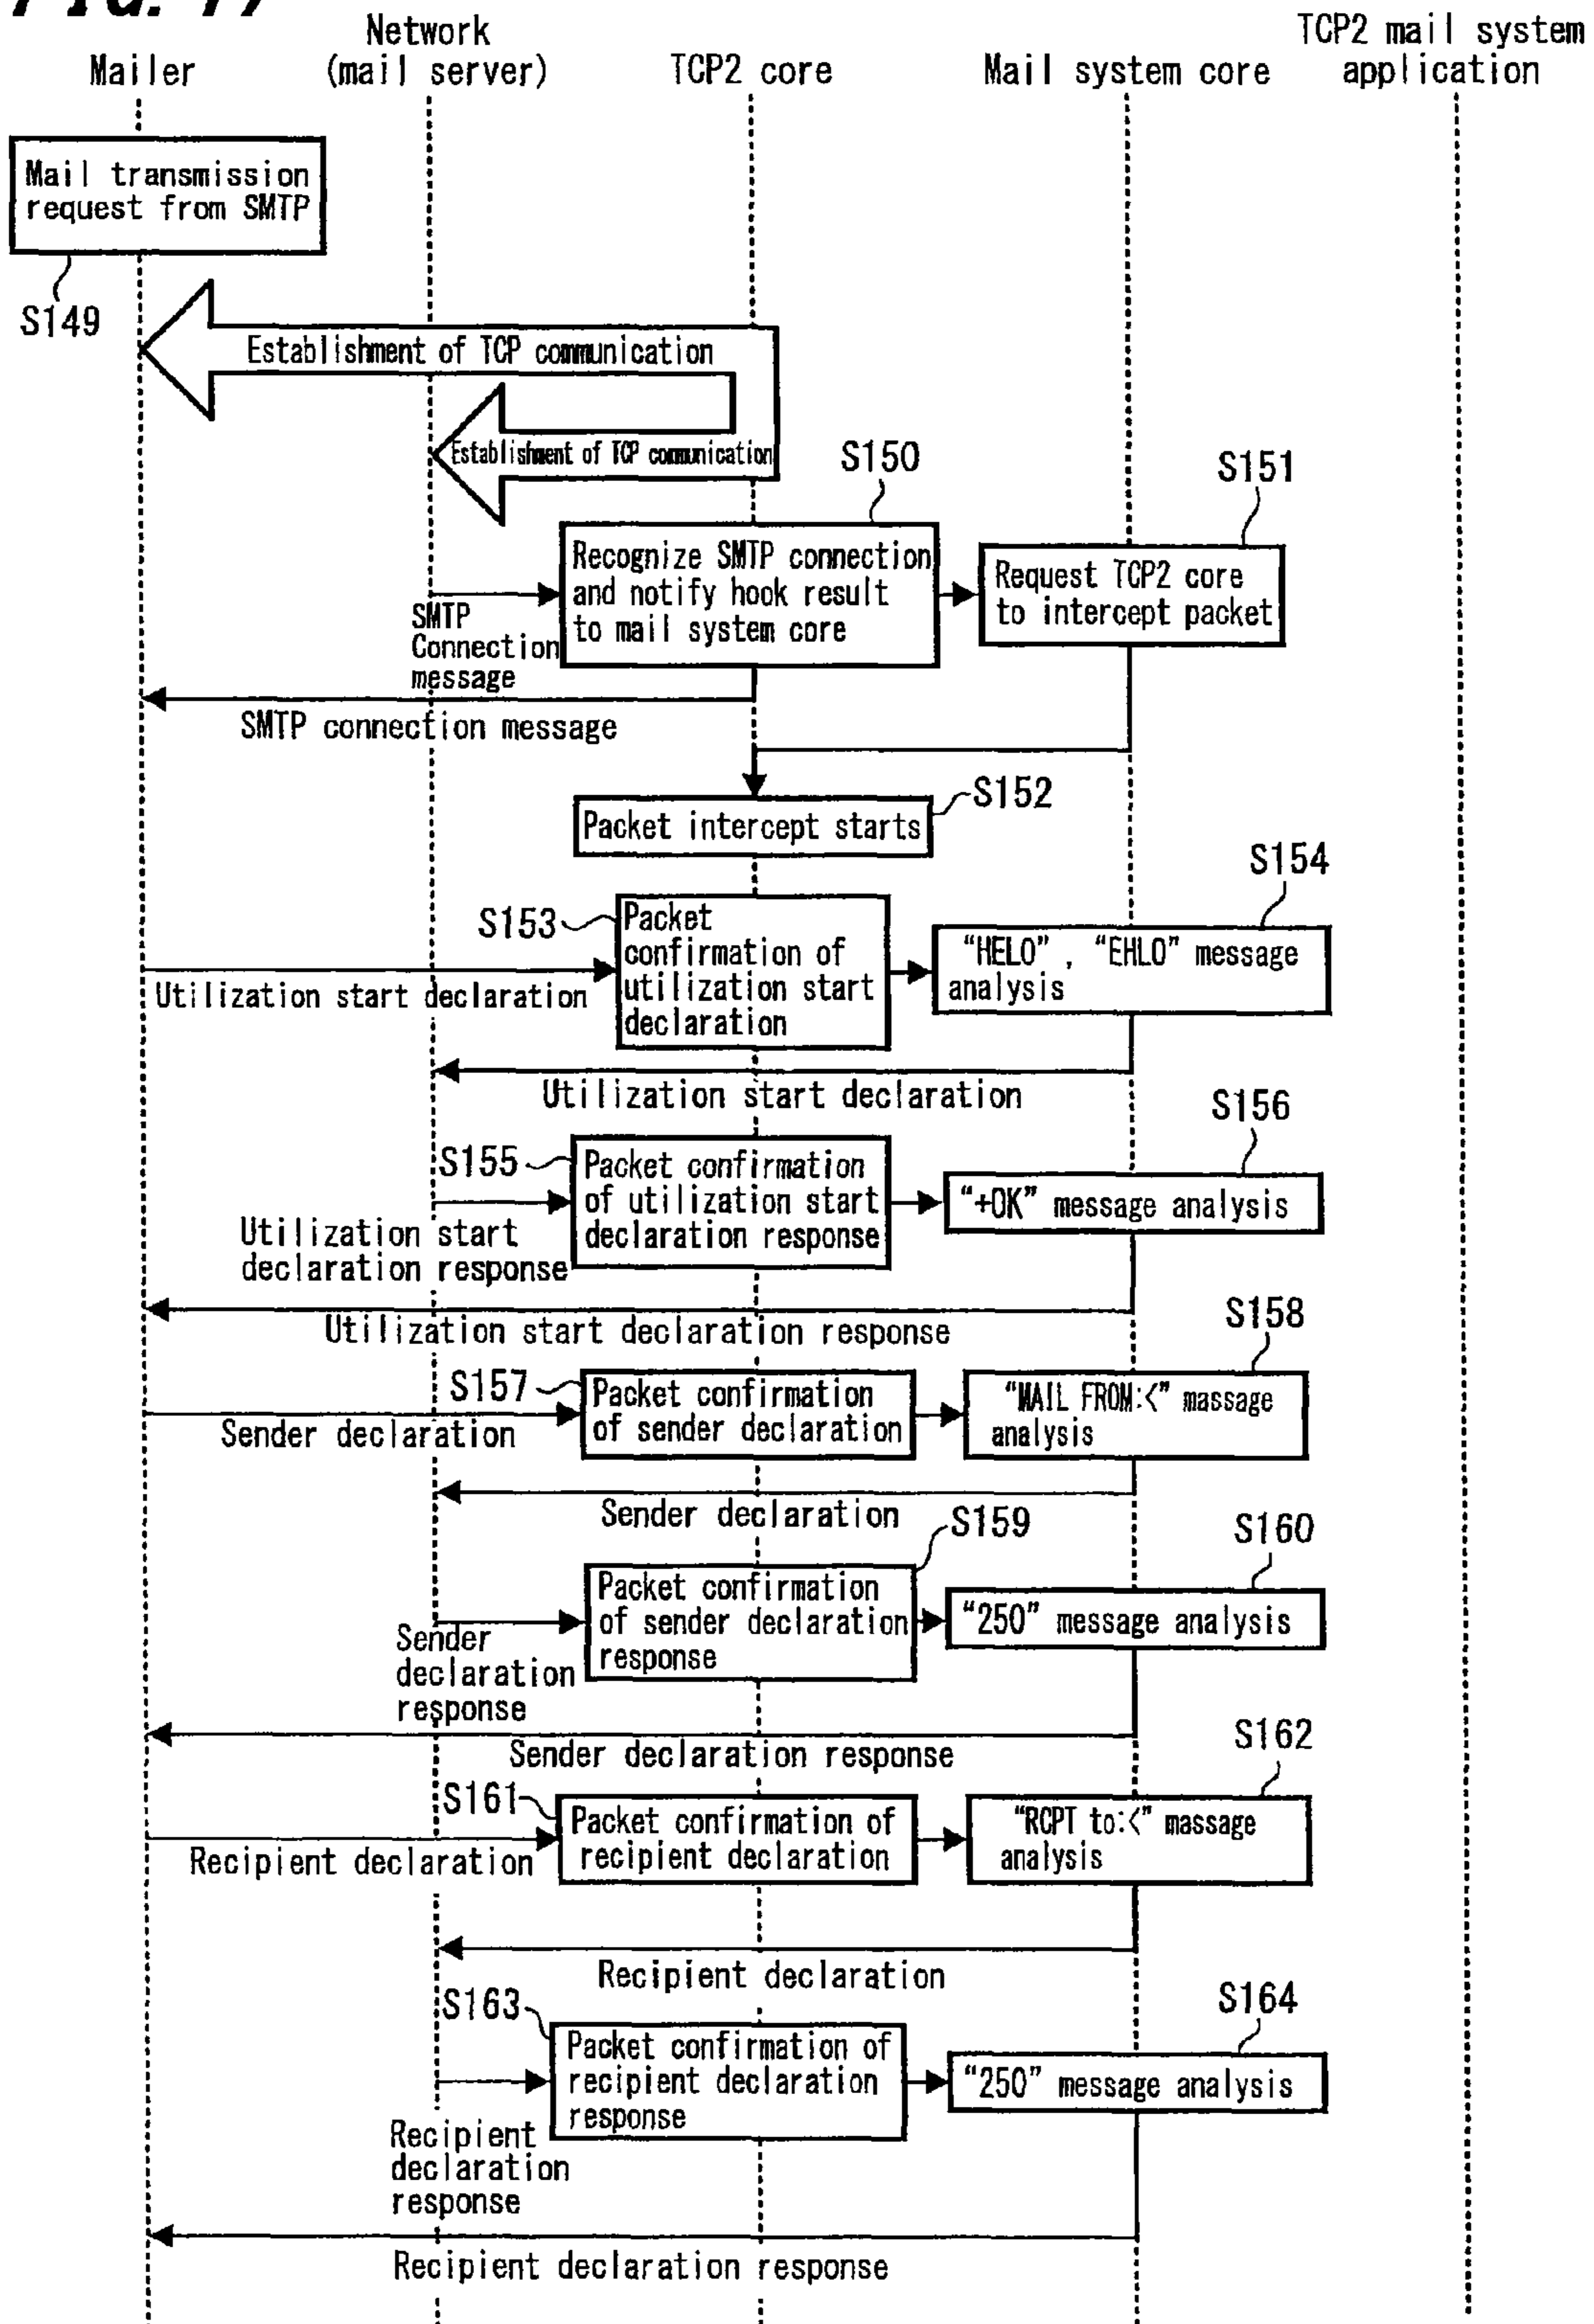 FIG. 17
Network
(mail server)
Mailer
TCP2 core
Mail system core
TCP2 mail system
application
Mail transmission
request from SMTP
S149
Establishment of TCP communication
Establishment of TCP communication
S150
S151
Recognize SMTP connection
and notify hook result
to mail system core
Request TCP2 core
to intercept packet
SMTP
Connection
message
SMTP connection message
S152
Packet intercept starts
S154
S153
Packet
confirmation of
utilization start
declaration
“HELO”, “EHLO” message
analysis
Utilization start declaration
Utilization start declaration
S156
S155
Packet confirmation
of utilization start
declaration response
“+OK” message analysis
Utilization start
declaration response
Utilization start declaration response
S158
S157
Packet confirmation
of sender declaration
“MAIL FROM:<” massage
analysis
Sender declaration
Sender declaration
S159
S160
Packet confirmation
of sender declaration
response
“250” message analysis
Sender
declaration
response
Sender declaration response
S162
S161
Packet confirmation of
recipient declaration
“RCPT to:<” massage
analysis
Recipient declaration
Recipient declaration
S163
S164
Packet confirmation of
recipient declaration
response
“250” message analysis
Recipient
declaration
response
Recipient declaration response